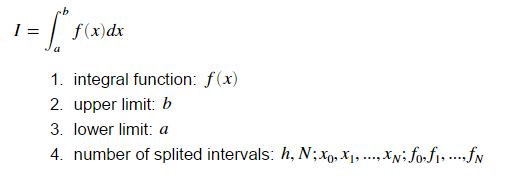 I = ∫_a^b f(x)dx
1. integral function: f(x)
2. upper limit: b
3. lower limit: a
4. number of splited intervals: h, N; x₀, x₁, ..., x_N; f₀, f₁, ..., f_N